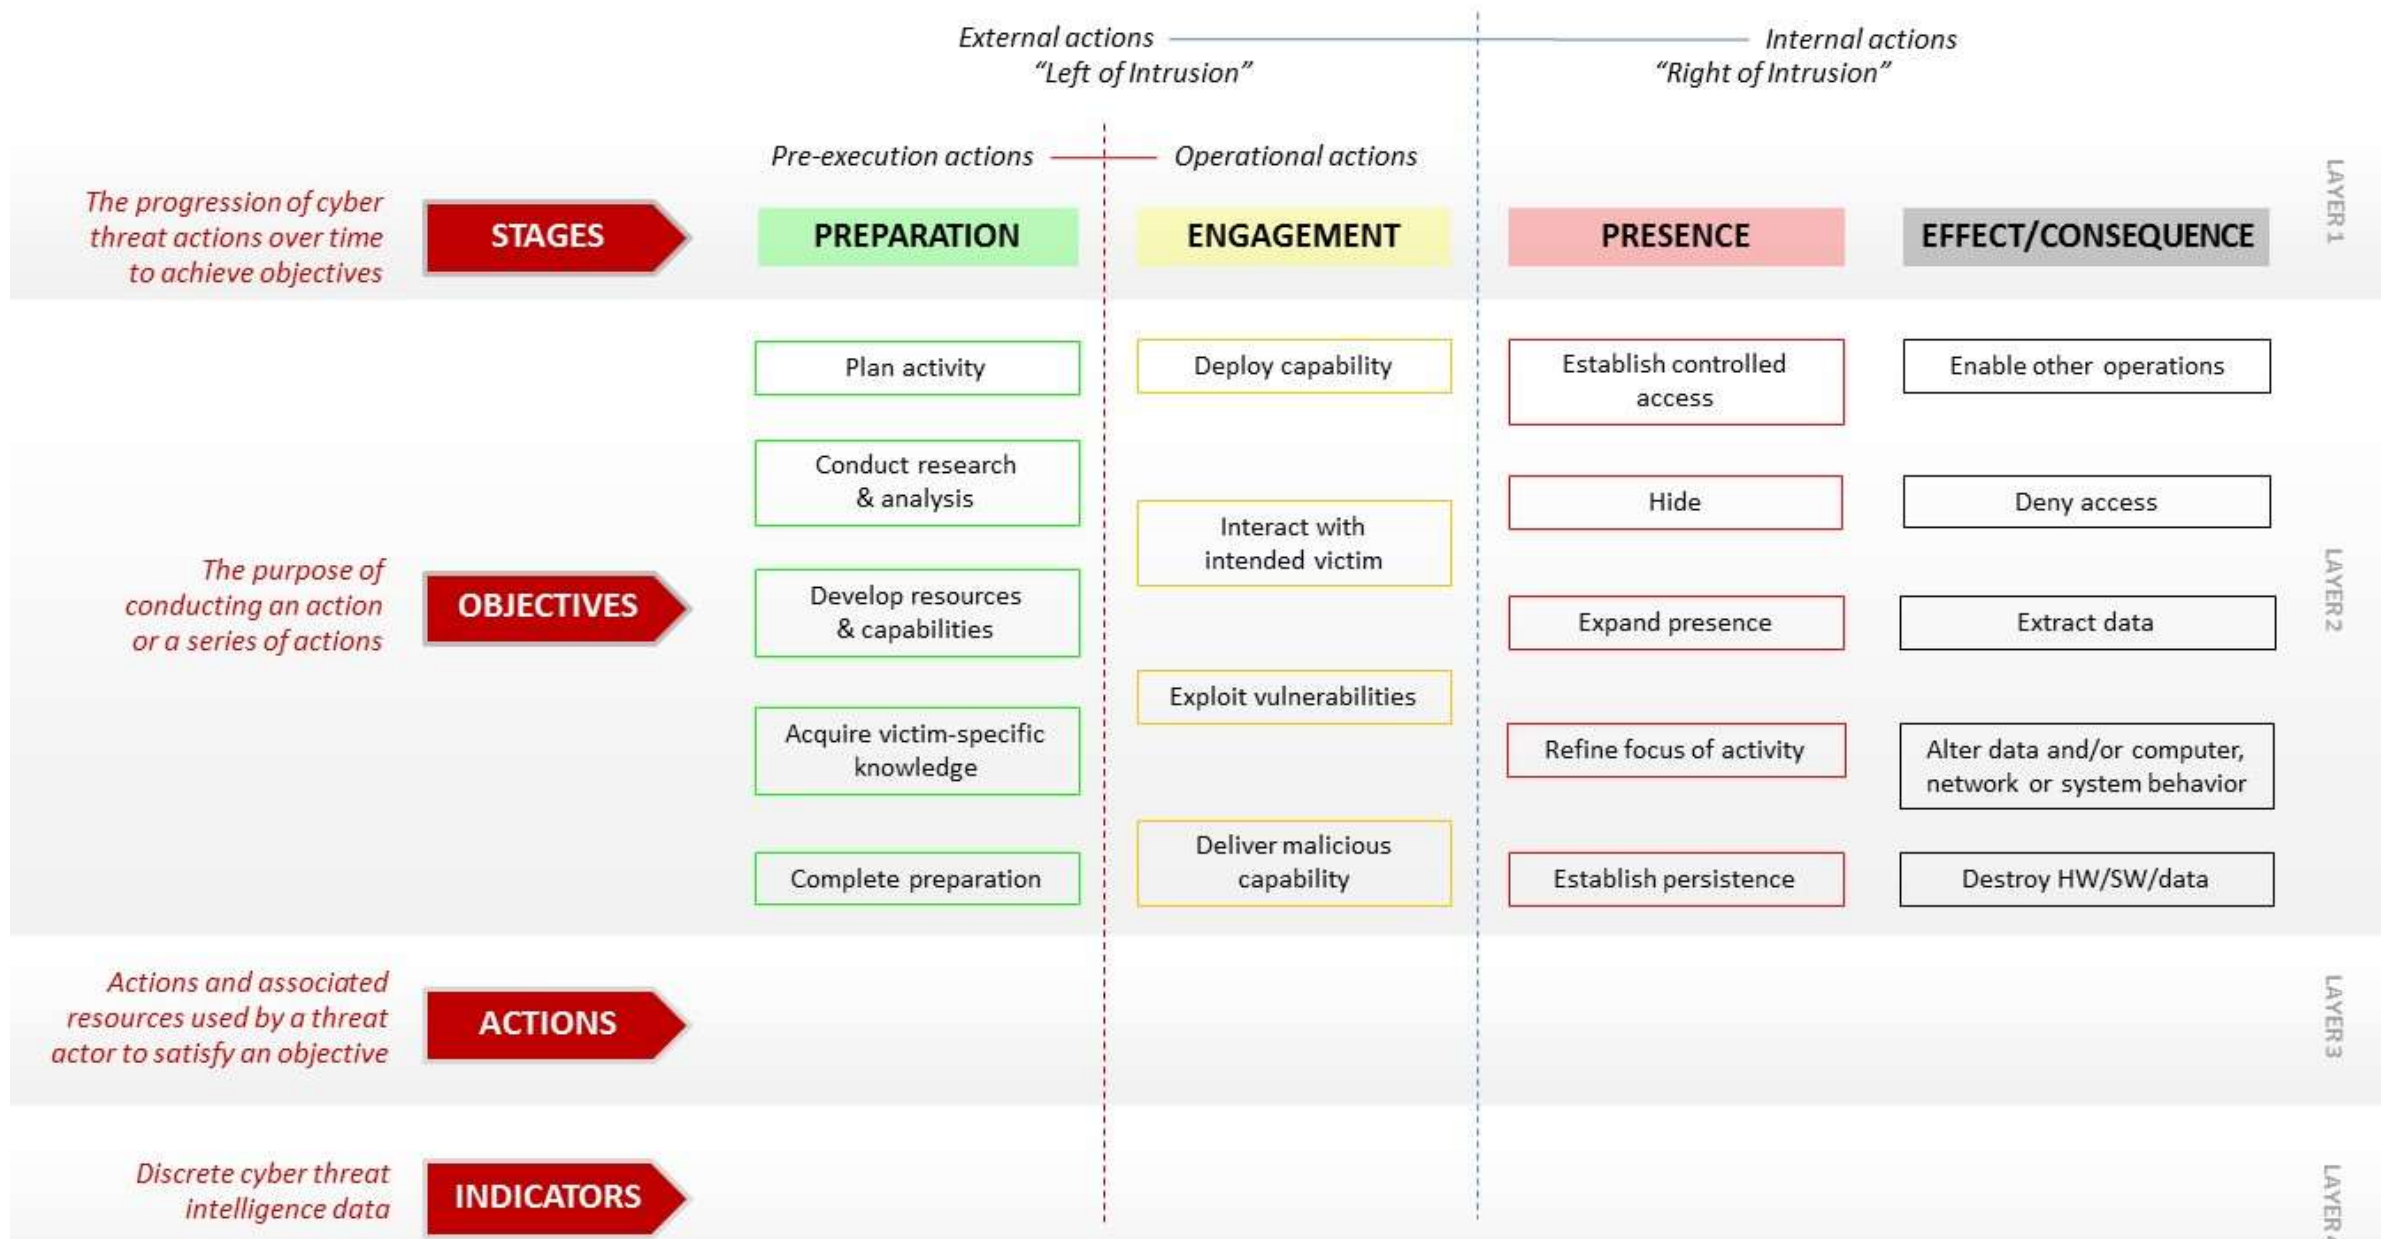 External actions
Internal actions
“Left of Intrusion”
“Right of Intrusion”
Pre-execution actions
Operational actions
The progression of cyber
threat actions over time
to achieve objectives
STAGES
PREPARATION
ENGAGEMENT
PRESENCE
EFFECT/CONSEQUENCE
LAYER 1
The purpose of
conducting an action
or a series of actions
OBJECTIVES
Plan activity
Conduct research
& analysis
Develop resources
& capabilities
Acquire victim-specific
knowledge
Complete preparation
Deploy capability
Interact with
intended victim
Exploit vulnerabilities
Deliver malicious
capability
Establish controlled
access
Hide
Expand presence
Refine focus of activity
Establish persistence
Enable other operations
Deny access
Extract data
Alter data and/or computer,
network or system behavior
Destroy HW/SW/data
LAYER 2
Actions and associated
resources used by a threat
actor to satisfy an objective
ACTIONS
LAYER 3
Discrete cyber threat
intelligence data
INDICATORS
LAYER 4